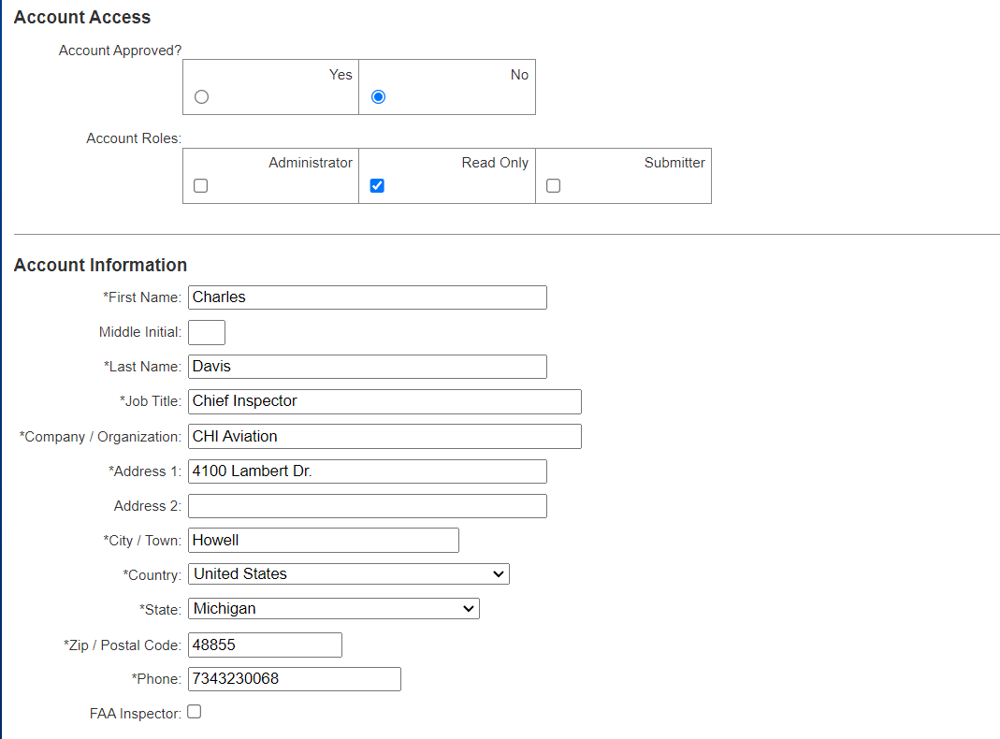 Account Access
Account Approved?
Yes No
Account Roles:
Administrator Read Only Submitter
Account Information
*First Name: Charles
Middle Initial:
*Last Name: Davis
*Job Title: Chief Inspector
*Company / Organization: CHI Aviation
*Address 1: 4100 Lambert Dr.
Address 2:
*City / Town: Howell
*Country: United States
*State: Michigan
*Zip / Postal Code: 48855
*Phone: 7343230068
FAA Inspector: